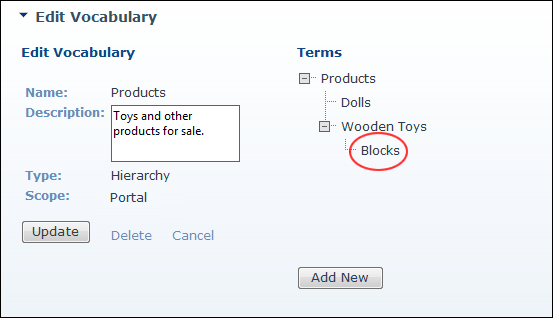 Edit Vocabulary
Edit Vocabulary
Name: Products
Description: Toys and other
products for sale.
Type: Hierarchy
Scope: Portal
Update Delete Cancel
Terms
Products
Dolls
Wooden Toys
Blocks
Add New